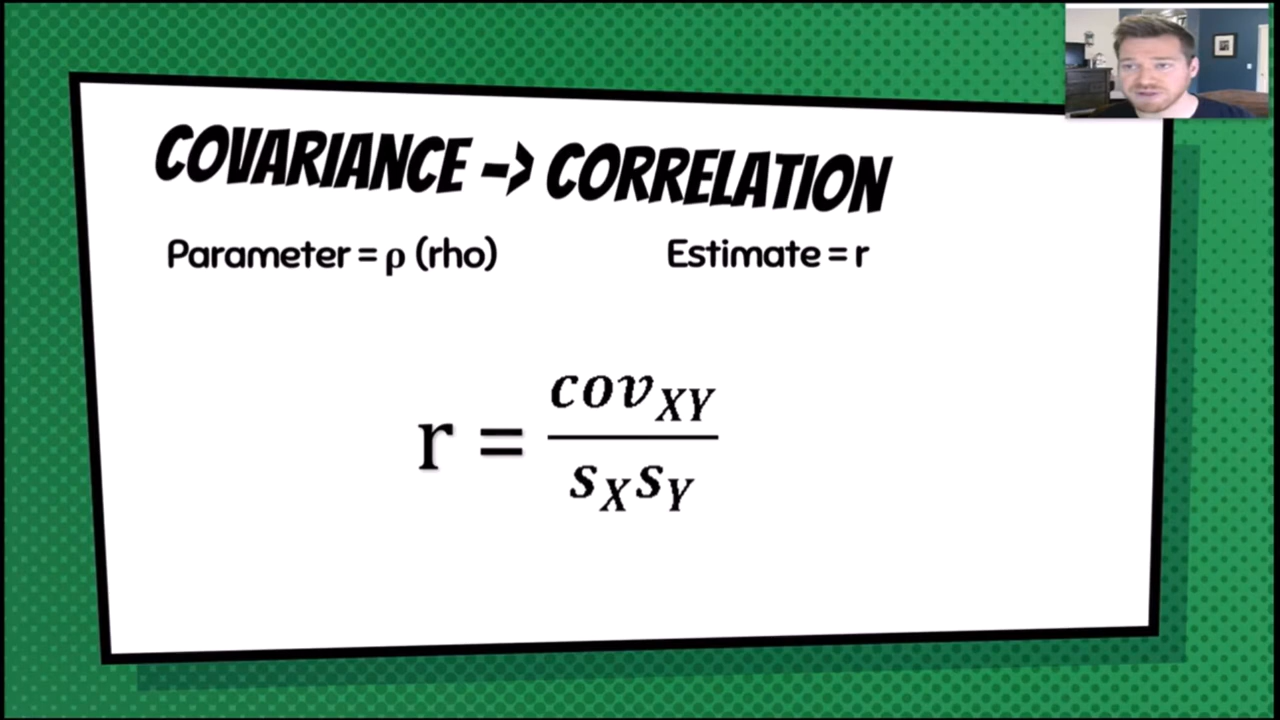 COVARIANCE -> CORRELATION
Parameter = ρ (rho)
Estimate = r
r = cov_XY / s_X s_Y